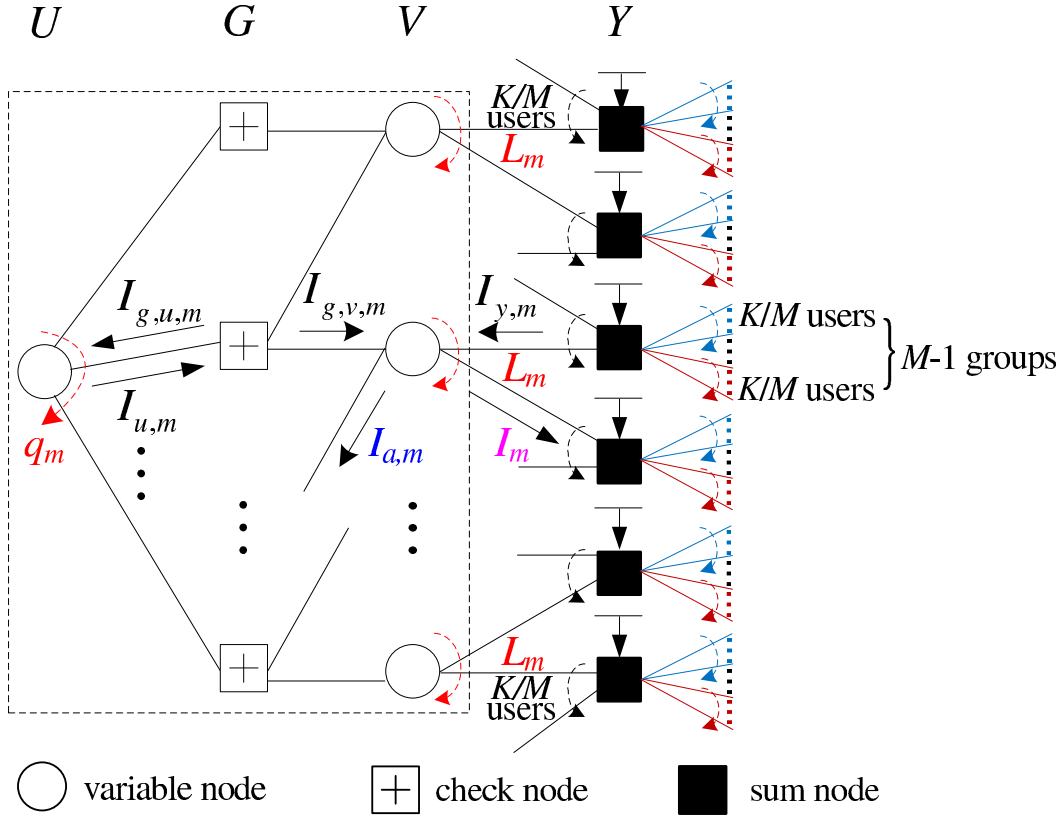 U G V Y
K/M
users
L_m
I_{g,u,m} I_{g,v,m} I_{y,m}
K/M users
L_m
M-1 groups
K/M users
I_{u,m}
q_m
I_{a,m} I_m
L_m
K/M
users
variable node check node sum node